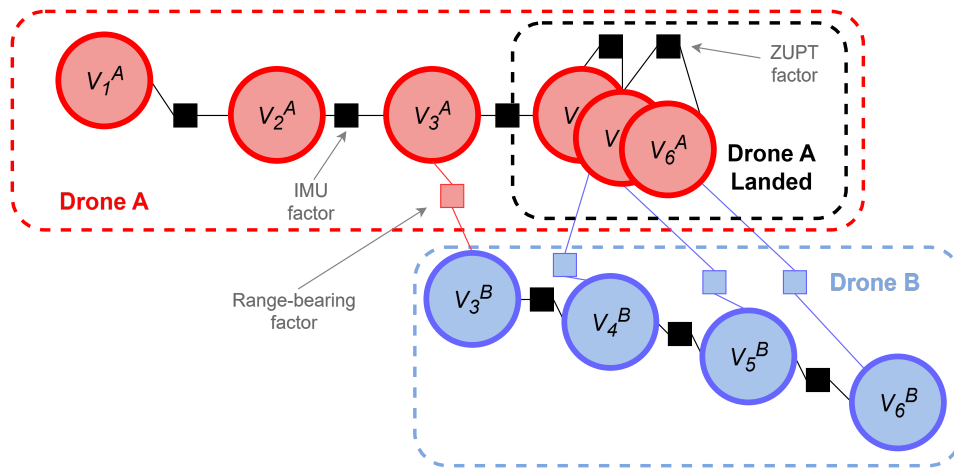 V₁ᴬ
V₂ᴬ
V₃ᴬ
V
V
V₆ᴬ
ZUPT
factor
Drone A
Landed
Drone A
IMU
factor
Range-bearing
factor
Drone B
V₃ᴮ
V₄ᴮ
V₅ᴮ
V₆ᴮ